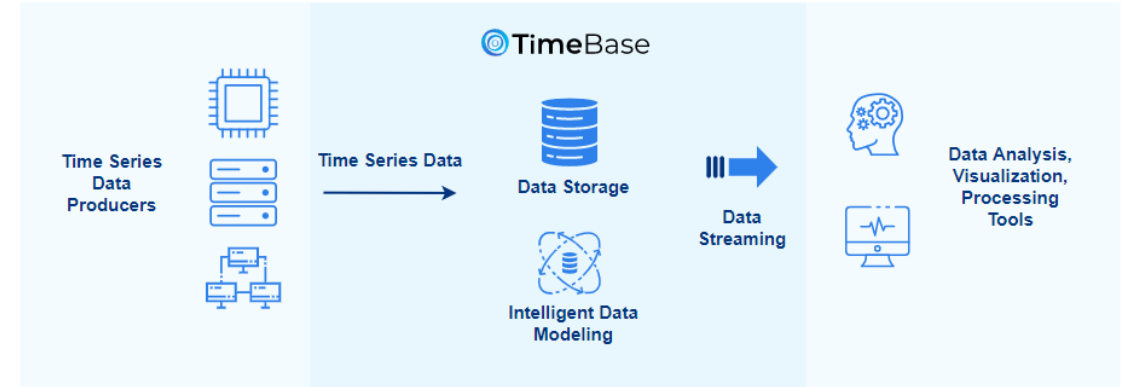 TimeBase
Time Series
Data
Producers
Time Series Data
Data Storage
Intelligent Data
Modeling
Data
Streaming
Data Analysis,
Visualization,
Processing
Tools